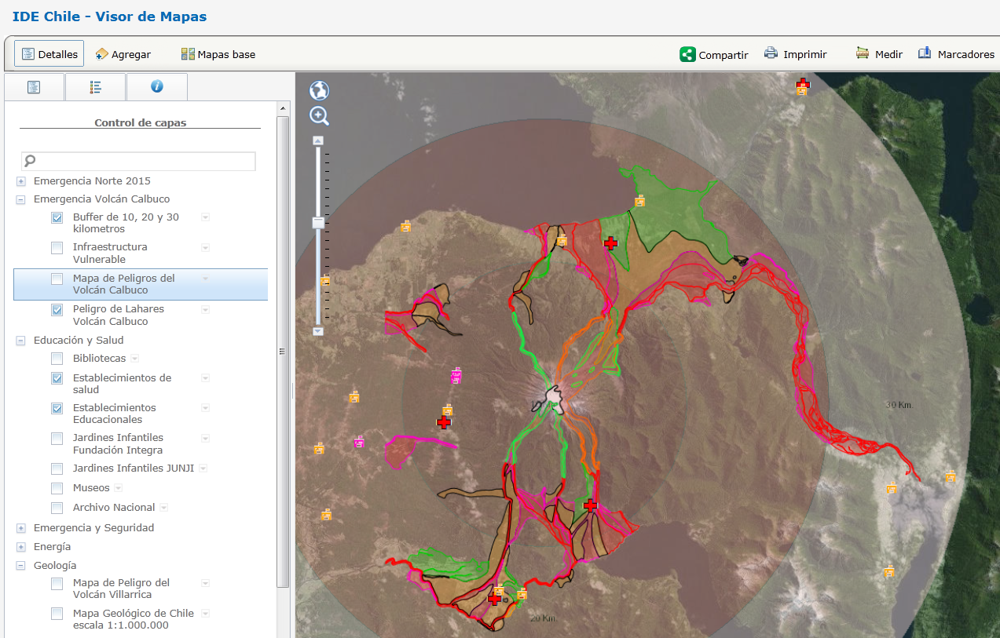 IDE Chile - Visor de Mapas
Detalles
Agregar
Mapas base
Compartir
Imprimir
Medir
Marcadores
Control de capas
Emergencia Norte 2015
Emergencia Volcán Calbuco
Buffer de 10, 20 y 30
kilometros
Infraestructura
Vulnerable
Mapa de Peligros del
Volcán Calbuco
Peligro de Lahares
Volcán Calbuco
Educación y Salud
Bibliotecas
Establecimientos de
salud
Establecimientos
Educacionales
Jardines Infantiles
Fundación Integra
Jardines Infantiles JUNJI
Museos
Archivo Nacional
Emergencia y Seguridad
Energía
Geología
Mapa de Peligro del
Volcán Villarrica
Mapa Geológico de Chile
escala 1:1.000.000
30 Km.
20 Km.